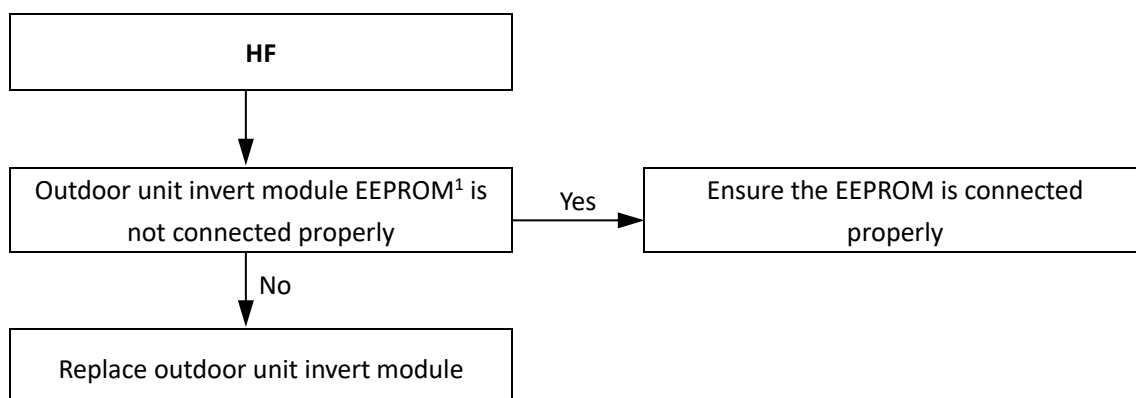 HF
Outdoor unit invert module EEPROM¹ is
not connected properly
Yes
Ensure the EEPROM is connected
properly
No
Replace outdoor unit invert module